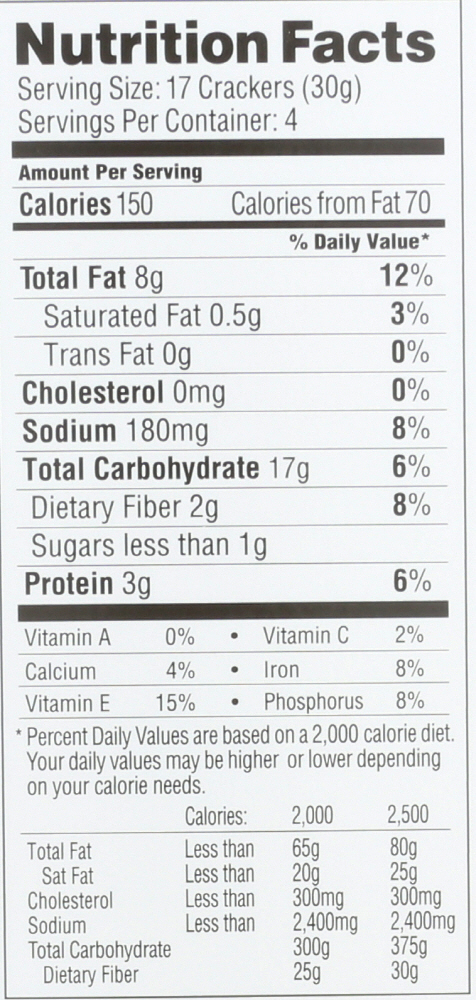 Nutrition Facts
Serving Size: 17 Crackers (30g)
Servings Per Container: 4
Amount Per Serving
Calories 150 Calories from Fat 70
% Daily Value*
Total Fat 8g 12%
Saturated Fat 0.5g 3%
Trans Fat 0g 0%
Cholesterol 0mg 0%
Sodium 180mg 8%
Total Carbohydrate 17g 6%
Dietary Fiber 2g 8%
Sugars less than 1g
Protein 3g 6%
Vitamin A 0% • Vitamin C 2%
Calcium 4% • Iron 8%
Vitamin E 15% • Phosphorus 8%
* Percent Daily Values are based on a 2,000 calorie diet.
Your daily values may be higher or lower depending
on your calorie needs.
Calories: 2,000 2,500
Total Fat Less than 65g 80g
Sat Fat Less than 20g 25g
Cholesterol Less than 300mg 300mg
Sodium Less than 2,400mg 2,400mg
Total Carbohydrate 300g 375g
Dietary Fiber 25g 30g